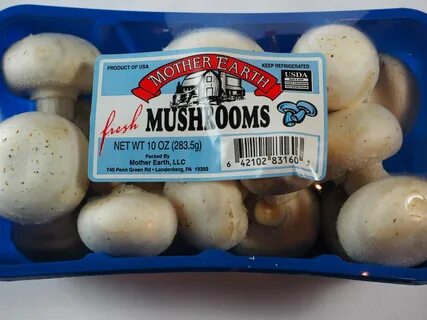 PRODUCT OF USA
KEEP REFRIGERATED
MOTHER EARTH
USDA
fresh MUSHROOMS
NET WT 10 OZ (283.5g)
Packed By
Mother Earth, LLC
740 Penn Green Rd • Landenberg, PA 19350
6 42102 83160 3